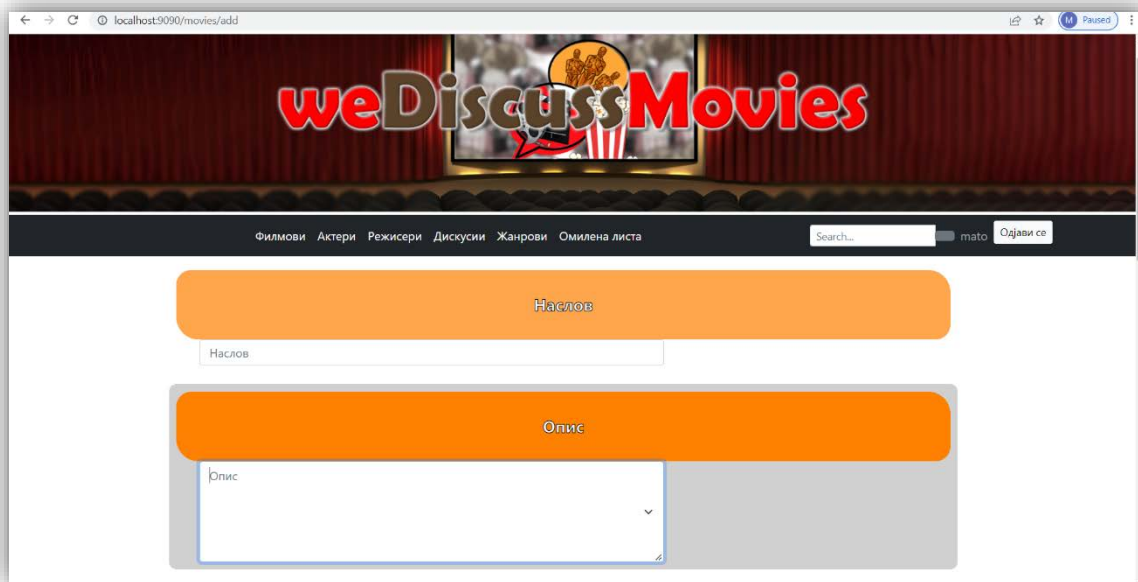 localhost:9090/movies/add
M Paused
weDiscussMovies
Филмови Актери Режисери Дискусии Жанрови Омилена листа Search... mato Одјави се
Наслов
Наслов
Опис
Опис